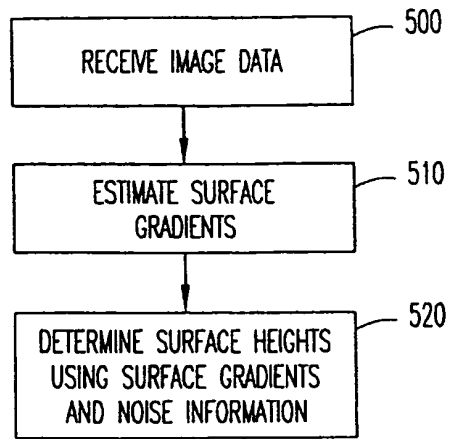 500
RECEIVE IMAGE DATA
510
ESTIMATE SURFACE
GRADIENTS
520
DETERMINE SURFACE HEIGHTS
USING SURFACE GRADIENTS
AND NOISE INFORMATION